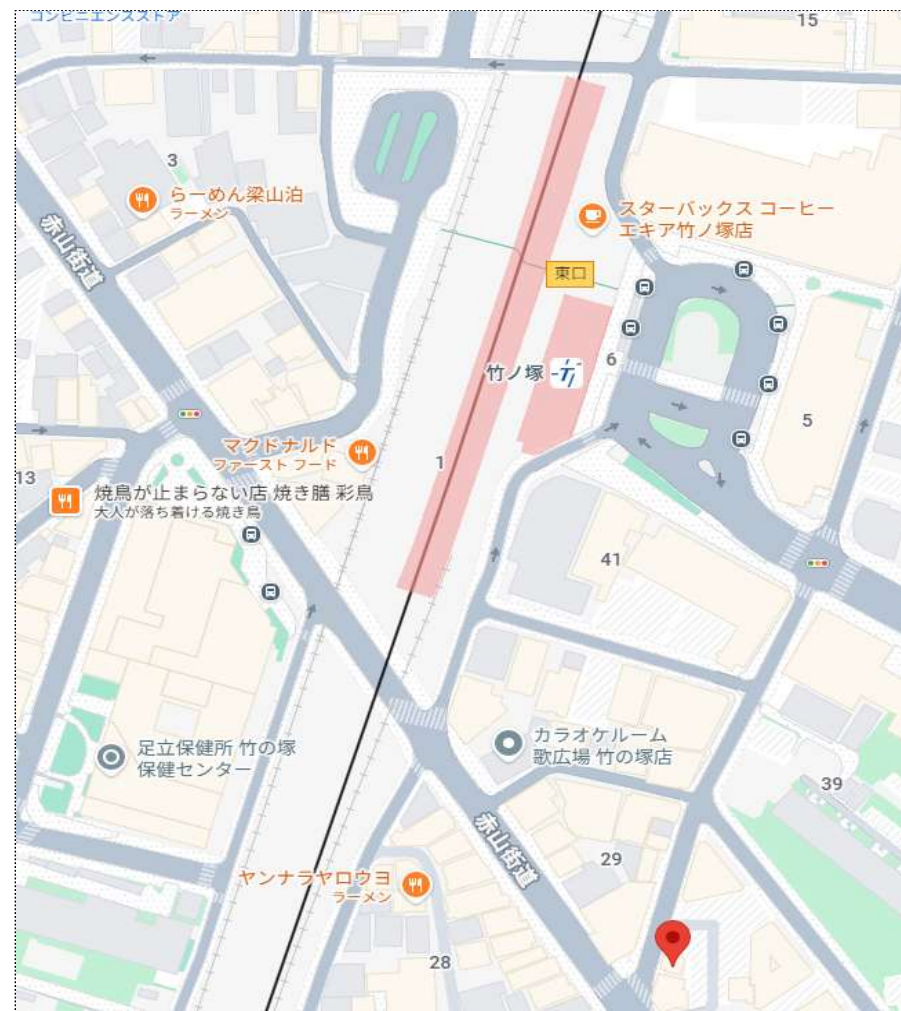 コンビニエンスストア
15
3
らーめん梁山泊
ラーメン
スターバックス コーヒー
エキア竹ノ塚店
赤山街道
東口
竹ノ塚
6
5
マクドナルド
ファースト フード
1
13
焼鳥が止まらない店 焼き膳 彩鳥
大人が落ち着ける焼き鳥
41
足立保健所 竹の塚
保健センター
カラオケルーム
歌広場 竹の塚店
39
赤山街道
29
ヤンナラヤロウヨ
ラーメン
28